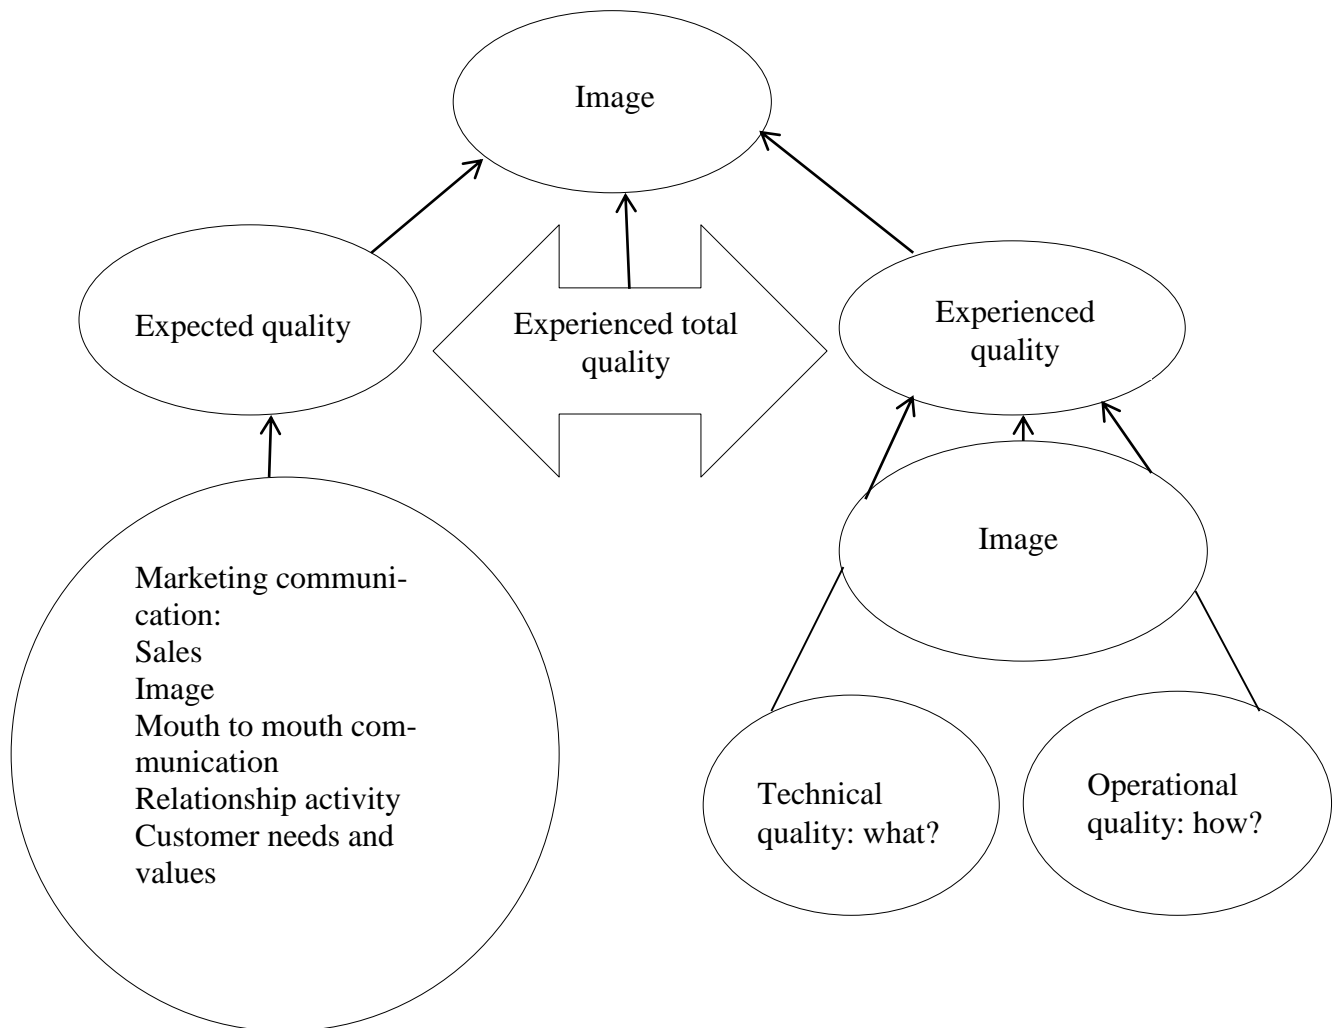 Image
Expected quality
Experienced total
quality
Experienced
quality
Image
Marketing communi-
cation:
Sales
Image
Mouth to mouth com-
munication
Relationship activity
Customer needs and
values
Technical
quality: what?
Operational
quality: how?